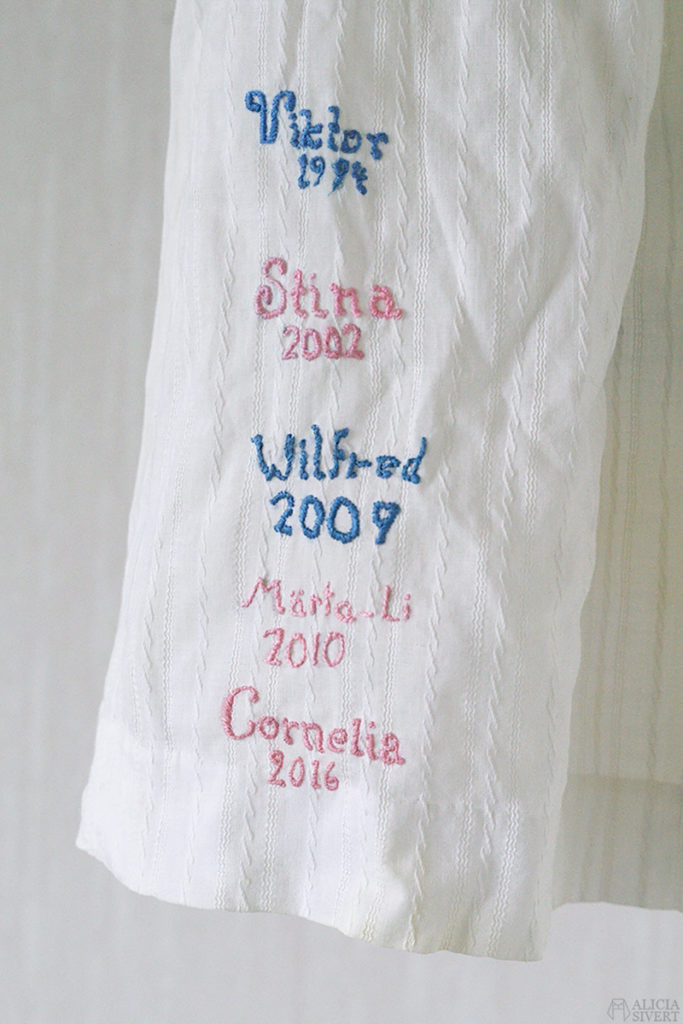 Viktor
1994
Stina
2002
Wilfred
2009
Märta-Li
2010
Cornelia
2016
ALICIA
SIVERT